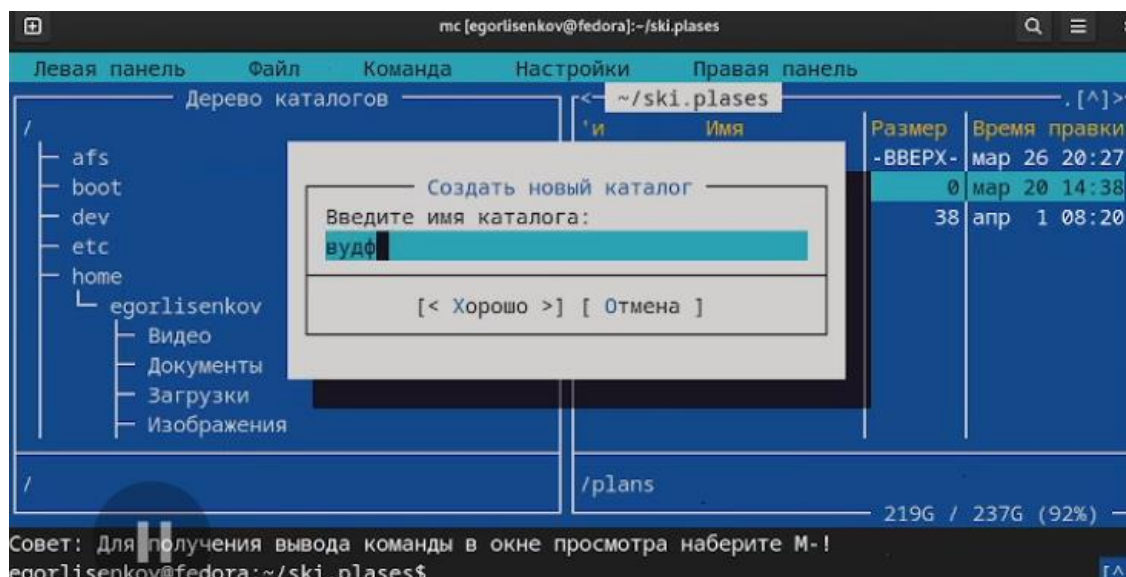 mc [egorlisenkov@fedora]:~/ski.plases
Левая панель Файл Команда Настройки Правая панель
Дерево каталогов
<─ ~/ski.plases ─.[^]>
/
'и Имя Размер Время правки
afs
-ВВЕРХ- мар 26 20:27
boot
0 мар 20 14:38
dev
38 апр 1 08:20
etc
home
egorlisenkov
Видео
Документы
Загрузки
Изображения
Создать новый каталог
Введите имя каталога:
вудф
[< Хорошо >] [ Отмена ]
/
/plans
219G / 237G (92%)
Совет: Для получения вывода команды в окне просмотра наберите M-!
egorlisenkov@fedora:~/ski.plases$ [^